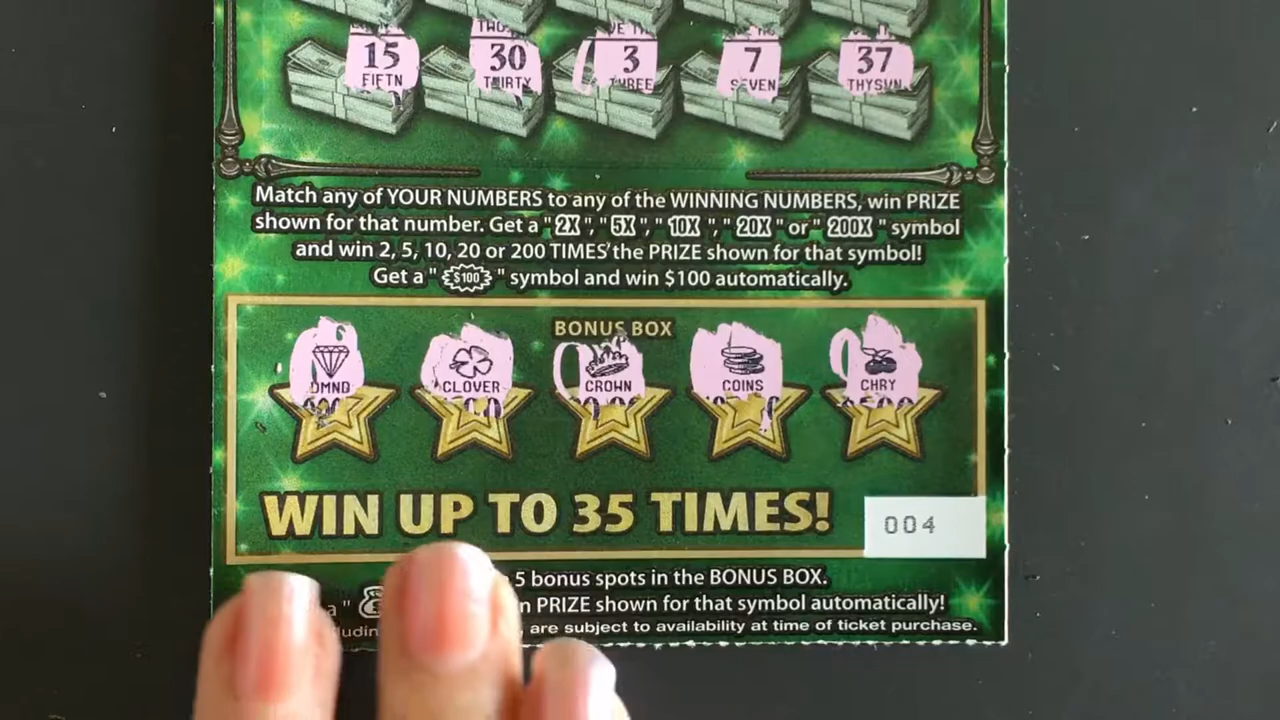 15 30 3 7 37
FIFTN THIRTY THREE SEVEN THYSVN
Match any of YOUR NUMBERS to any of the WINNING NUMBERS, win PRIZE
shown for that number. Get a "2X", "5X", "10X", "20X" or "200X" symbol
and win 2, 5, 10, 20 or 200 TIMES the PRIZE shown for that symbol!
Get a "$100" symbol and win $100 automatically.
BONUS BOX
DMND CLOVER CROWN COINS CHRY
WIN UP TO 35 TIMES!
004
5 bonus spots in the BONUS BOX.
PRIZE shown for that symbol automatically!
are subject to availability at time of ticket purchase.